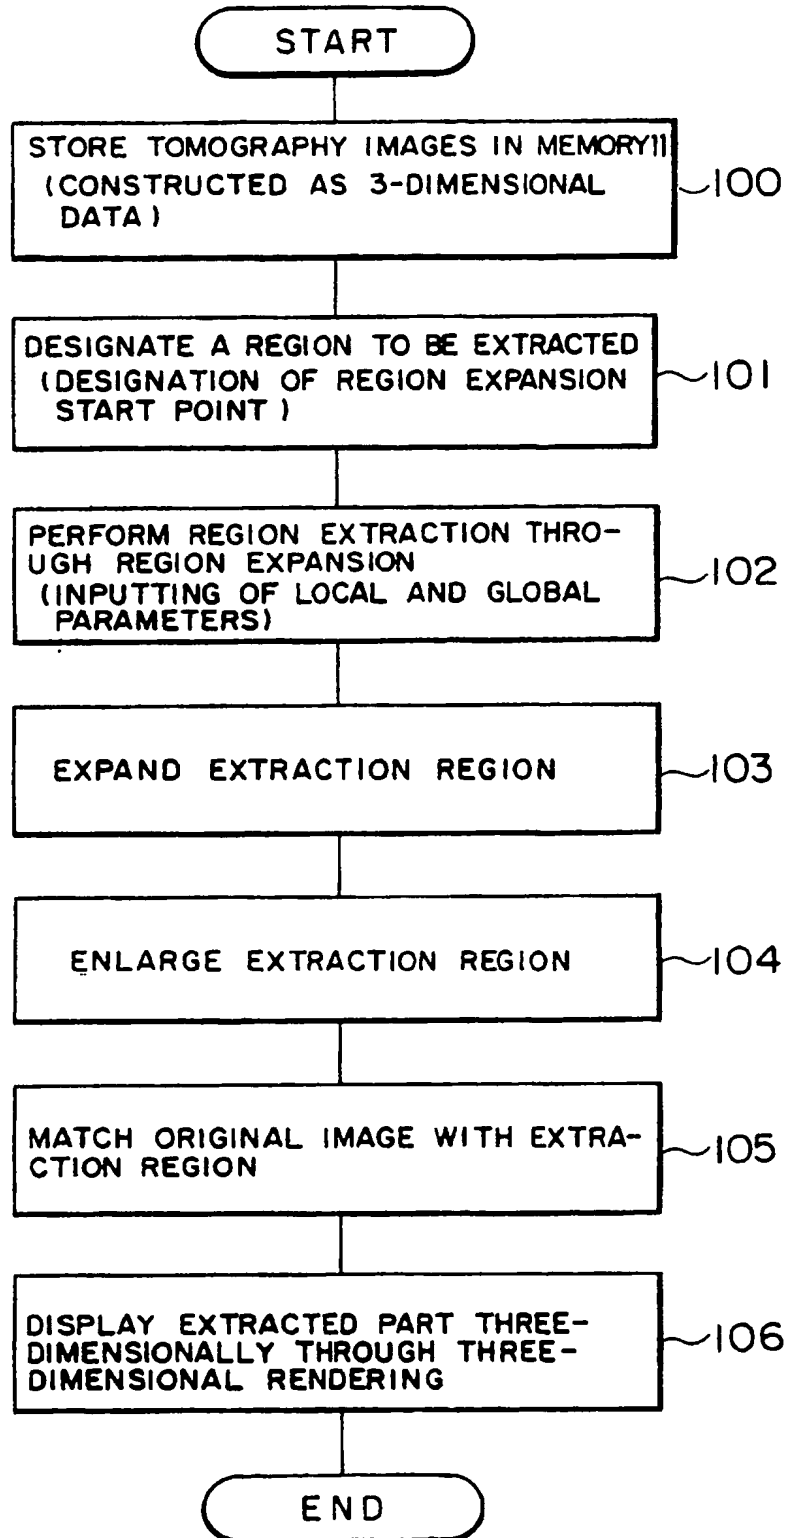 START
STORE TOMOGRAPHY IMAGES IN MEMORY11
(CONSTRUCTED AS 3-DIMENSIONAL
DATA)
100
DESIGNATE A REGION TO BE EXTRACTED
(DESIGNATION OF REGION EXPANSION
START POINT)
101
PERFORM REGION EXTRACTION THRO-
UGH REGION EXPANSION
(INPUTTING OF LOCAL AND GLOBAL
PARAMETERS)
102
EXPAND EXTRACTION REGION
103
ENLARGE EXTRACTION REGION
104
MATCH ORIGINAL IMAGE WITH EXTRA-
CTION REGION
105
DISPLAY EXTRACTED PART THREE-
DIMENSIONALLY THROUGH THREE-
DIMENSIONAL RENDERING
106
END